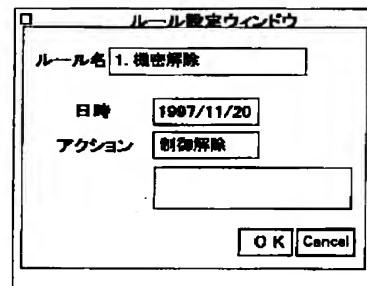 ルール設定ウィンドウ
ルール名 1. 機密解除
日時 1997/11/20
アクション 制御解除
OK Cancel